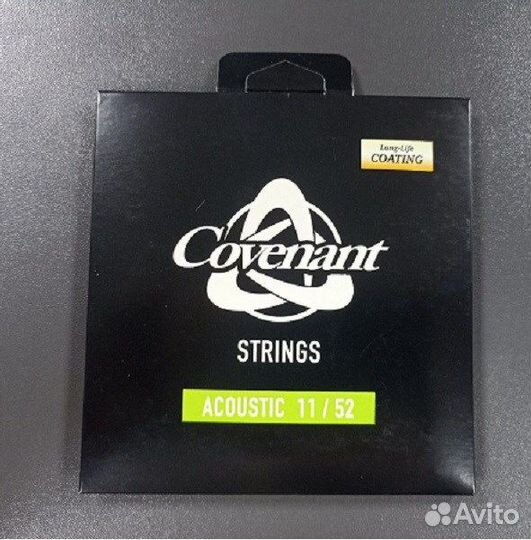 Long-Life
COATING
Covenant
STRINGS
ACOUSTIC 11 / 52
Avito